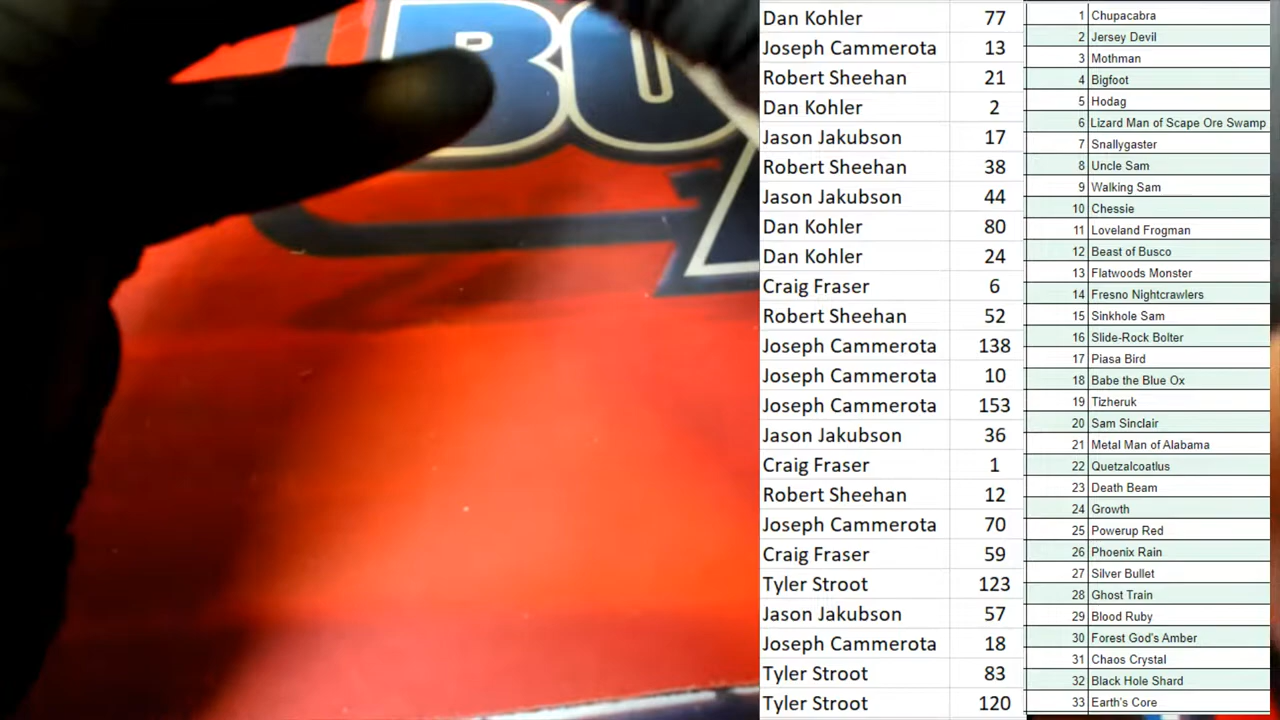 BO
Dan Kohler 77
Joseph Cammerota 13
Robert Sheehan 21
Dan Kohler 2
Jason Jakubson 17
Robert Sheehan 38
Jason Jakubson 44
Dan Kohler 80
Dan Kohler 24
Craig Fraser 6
Robert Sheehan 52
Joseph Cammerota 138
Joseph Cammerota 10
Joseph Cammerota 153
Jason Jakubson 36
Craig Fraser 1
Robert Sheehan 12
Joseph Cammerota 70
Craig Fraser 59
Tyler Stroot 123
Jason Jakubson 57
Joseph Cammerota 18
Tyler Stroot 83
Tyler Stroot 120
1 Chupacabra
2 Jersey Devil
3 Mothman
4 Bigfoot
5 Hodag
6 Lizard Man of Scape Ore Swamp
7 Snallygaster
8 Uncle Sam
9 Walking Sam
10 Chessie
11 Loveland Frogman
12 Beast of Busco
13 Flatwoods Monster
14 Fresno Nightcrawlers
15 Sinkhole Sam
16 Slide-Rock Bolter
17 Piasa Bird
18 Babe the Blue Ox
19 Tizheruk
20 Sam Sinclair
21 Metal Man of Alabama
22 Quetzalcoatlus
23 Death Beam
24 Growth
25 Powerup Red
26 Phoenix Rain
27 Silver Bullet
28 Ghost Train
29 Blood Ruby
30 Forest God's Amber
31 Chaos Crystal
32 Black Hole Shard
33 Earth's Core